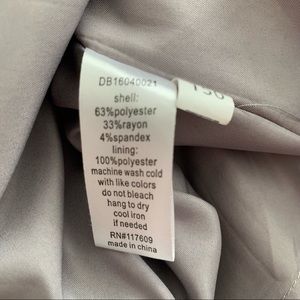 DB16040021
shell:
63%polyester
33%rayon
4%spandex
lining:
100%polyester
machine wash cold
with like colors
do not bleach
hang to dry
cool iron
if needed
RN#117609
made in china